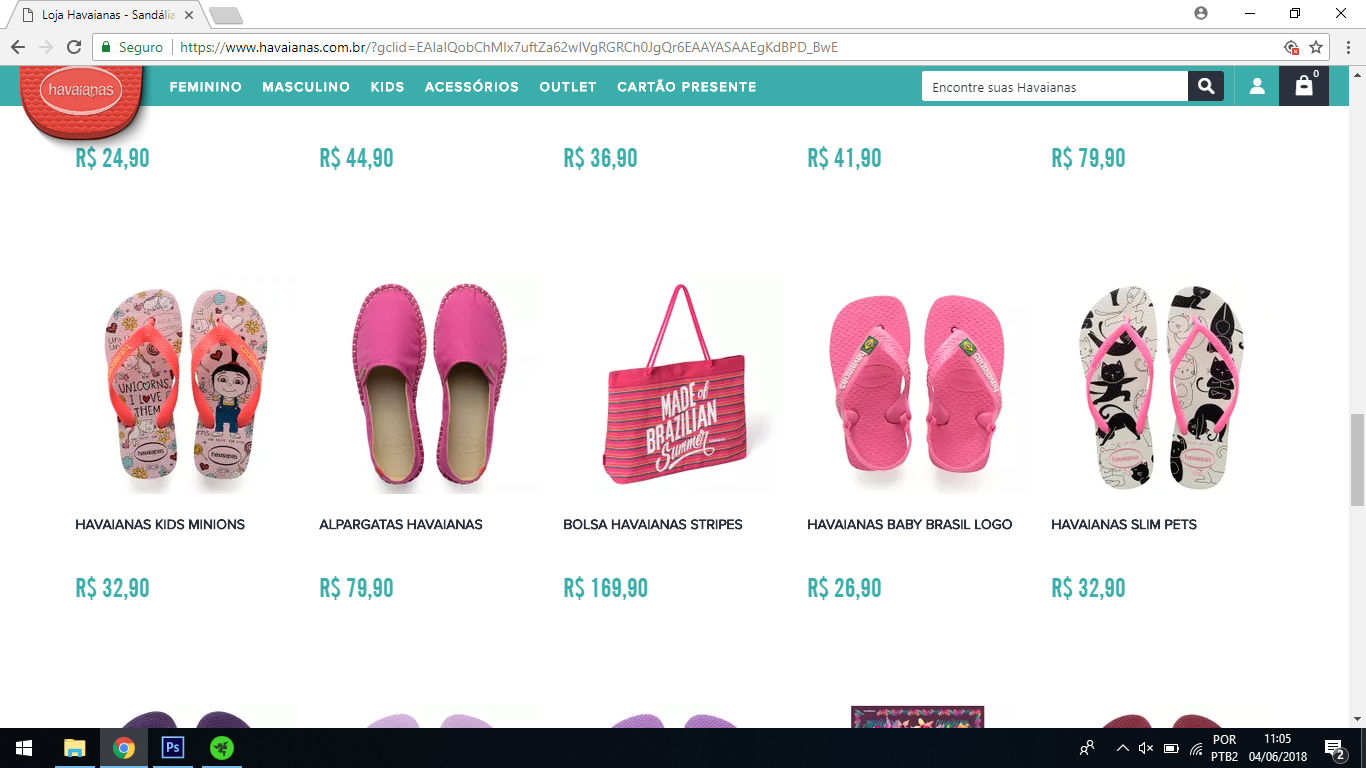 Loja Havaianas - Sandália
Seguro
https://www.havaianas.com.br/?gclid=EAIaIQobChMIx7uftZa62wIVgRGRCh0JgQr6EAAYASAAEgKdBPD_BwE
havaianas
FEMININO MASCULINO KIDS ACESSÓRIOS OUTLET CARTÃO PRESENTE
Encontre suas Havaianas
0
R$ 24,90 R$ 44,90 R$ 36,90 R$ 41,90 R$ 79,90
UNICORNS
I LOVE
THEM
havaianas havaianas
MADE of
BRAZILIAN
Summer
havaianas
HAVAIANAS KIDS MINIONS ALPARGATAS HAVAIANAS BOLSA HAVAIANAS STRIPES HAVAIANAS BABY BRASIL LOGO HAVAIANAS SLIM PETS
R$ 32,90 R$ 79,90 R$ 169,90 R$ 26,90 R$ 32,90
Ps
POR
PTB2
11:05
04/06/2018
2